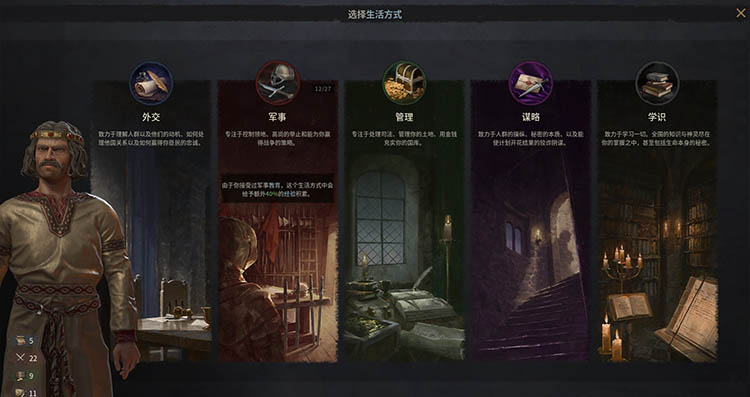 选择生活方式
外交
致力于理解人群以及他们的动机、如何处
理他国关系以及如何赢得你臣民的忠诚。
12/27
军事
专注于控制领地、高尚的举止和能为你赢
得战争的策略。
由于你接受过军事教育，这个生活方式中会
给予额外40%的经验积累。
管理
专注于处理司法、管理你的土地、用金钱
充实你的国库。
谋略
致力于人群的操纵、秘密的本质、以及能
使计划开花结果的狡诈阴谋。
学识
致力于学习一切，全面的知识与神灵尽在
你的掌握之中，甚至包括生命本身的秘密。
5
22
9
11